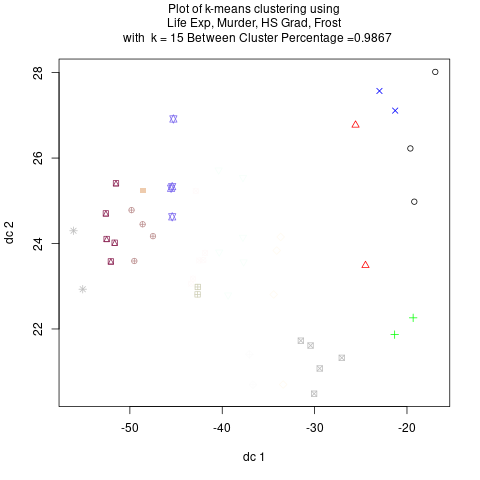 Plot of k-means clustering using
Life Exp, Murder, HS Grad, Frost
with k = 15 Between Cluster Percentage =0.9867
28
26
24
22
dc 2
-50
-40
-30
-20
dc 1